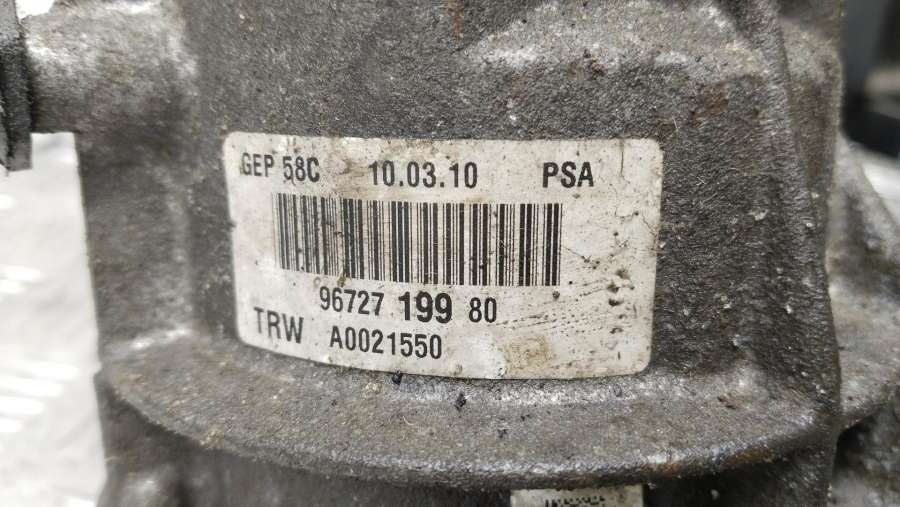 GEP 58C 10.03.10 PSA
96727 199 80
TRW A0021550